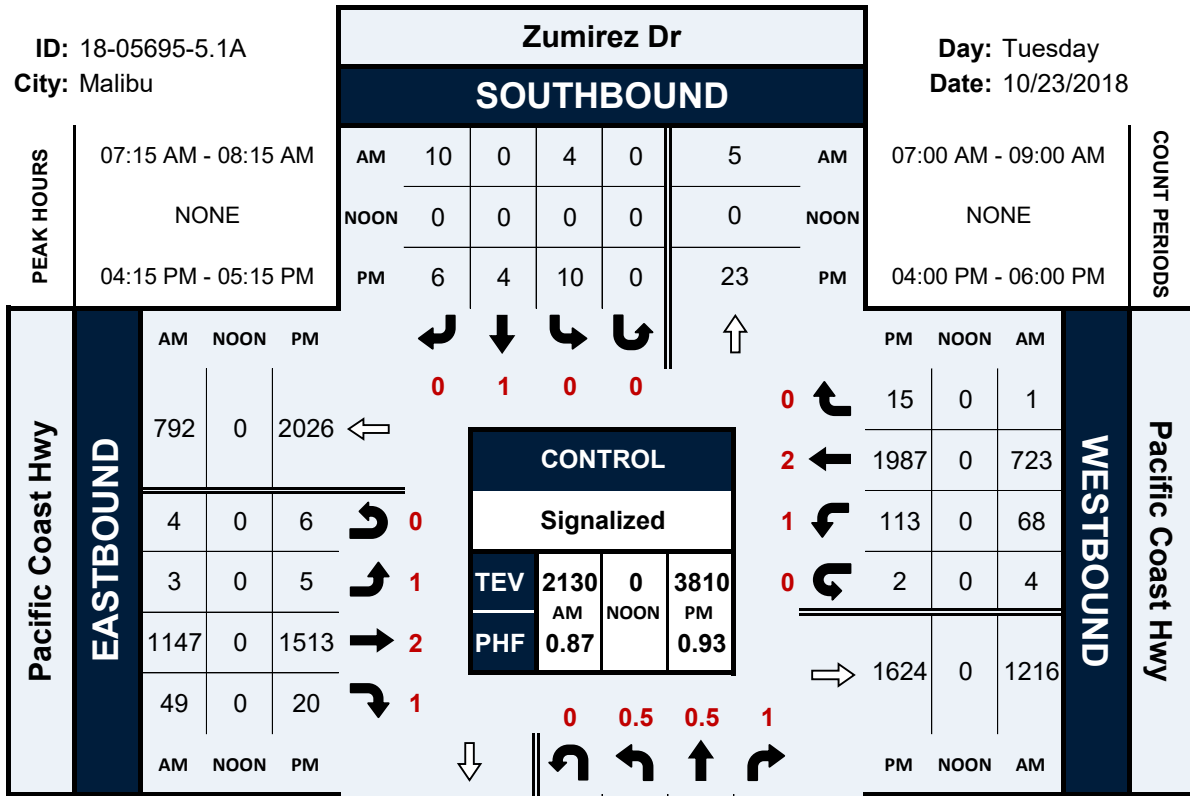 ID: 18-05695-5.1A
City: Malibu
Zumirez Dr
SOUTHBOUND
Day: Tuesday
Date: 10/23/2018
PEAK HOURS
07:15 AM - 08:15 AM
NONE
04:15 PM - 05:15 PM
AM 10 0 4 0 5 AM
NOON 0 0 0 0 0 NOON
PM 6 4 10 0 23 PM
07:00 AM - 09:00 AM
NONE
04:00 PM - 06:00 PM
COUNT PERIODS
0 1 0 0
Pacific Coast Hwy
EASTBOUND
AM NOON PM
792 0 2026
4 0 6 0
3 0 5 1
1147 0 1513 2
49 0 20 1
AM NOON PM
CONTROL
Signalized
TEV 2130 0 3810
AM NOON PM
PHF 0.87 0.93
PM NOON AM
0 15 0 1
2 1987 0 723
1 113 0 68
0 2 0 4
1624 0 1216
PM NOON AM
WESTBOUND
Pacific Coast Hwy
0 0.5 0.5 1